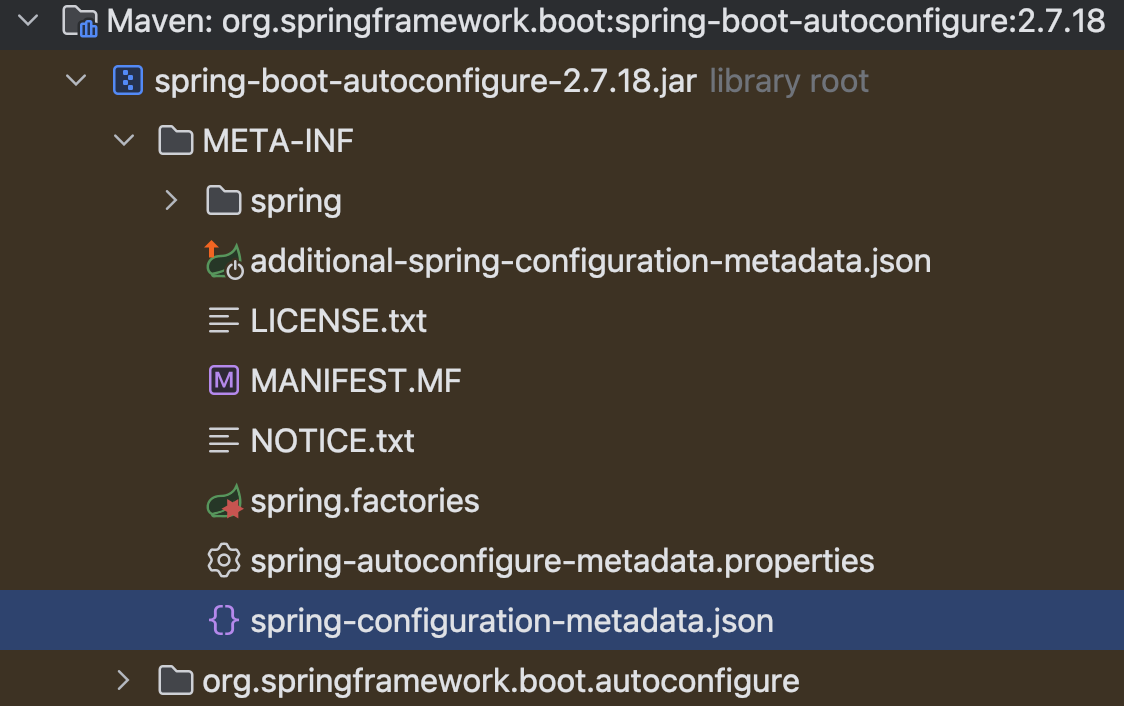 Maven: org.springframework.boot:spring-boot-autoconfigure:2.7.18
spring-boot-autoconfigure-2.7.18.jar library root
META-INF
spring
additional-spring-configuration-metadata.json
LICENSE.txt
M MANIFEST.MF
NOTICE.txt
spring.factories
spring-autoconfigure-metadata.properties
{} spring-configuration-metadata.json
org.springframework.boot.autoconfigure